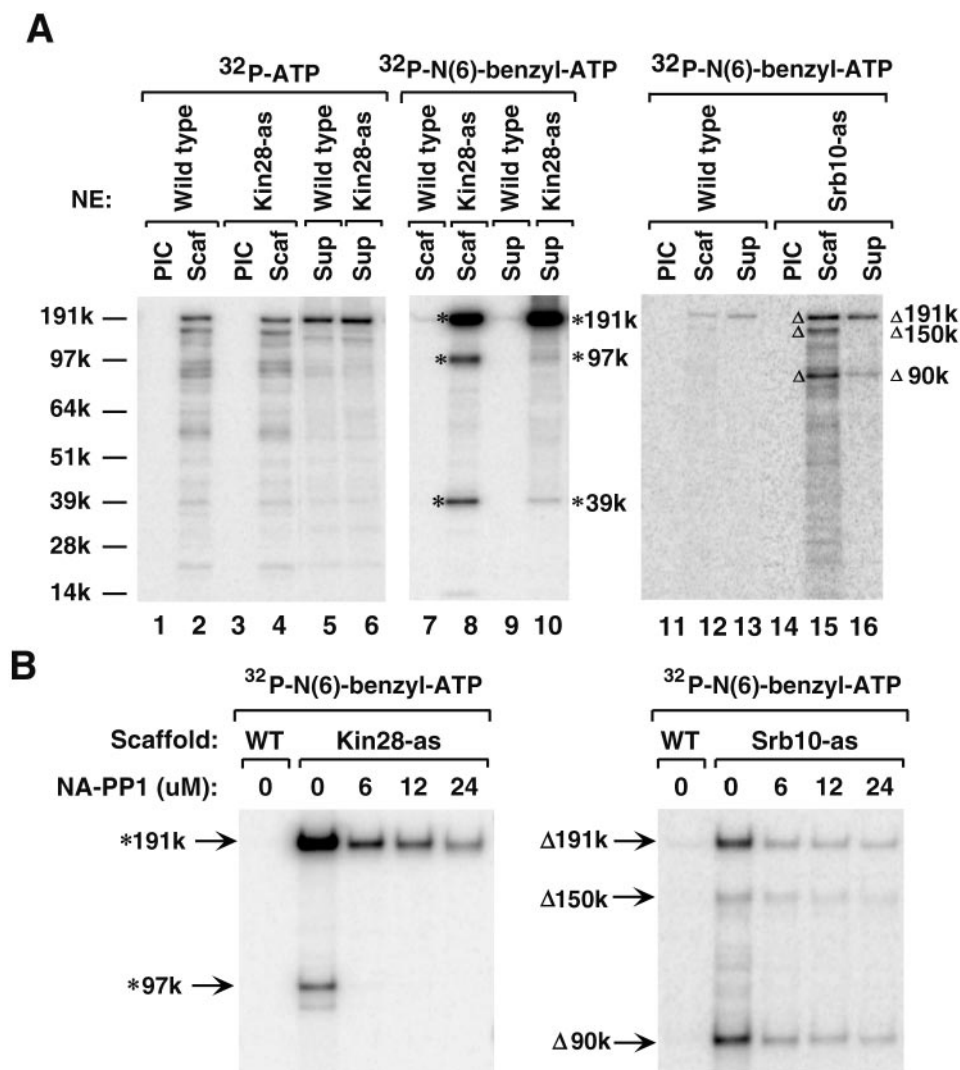 A
32P-ATP 32P-N(6)-benzyl-ATP 32P-N(6)-benzyl-ATP
NE: Wild type Kin28-as Wild type Kin28-as Wild type Kin28-as Wild type Kin28-as Wild type Srb10-as
PIC Scaf PIC Scaf Sup Sup Scaf Scaf Sup Sup PIC Scaf Sup PIC Scaf Sup
191k * *191k Δ Δ191k
Δ Δ150k
97k * *97k
Δ Δ90k
64k
51k
39k * *39k
28k
14k
1 2 3 4 5 6 7 8 9 10 11 12 13 14 15 16
B
32P-N(6)-benzyl-ATP 32P-N(6)-benzyl-ATP
Scaffold: WT Kin28-as WT Srb10-as
NA-PP1 (uM): 0 0 6 12 24 0 0 6 12 24
*191k Δ191k
Δ150k
*97k
Δ90k